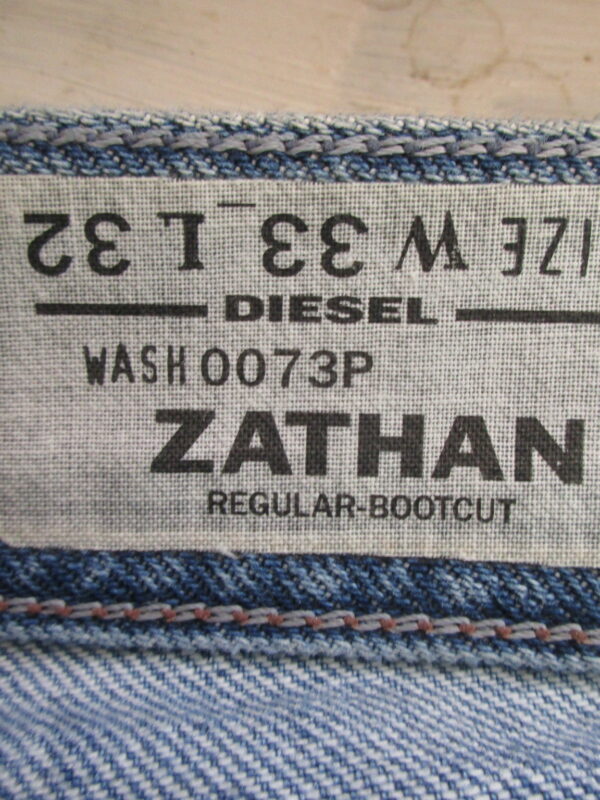 IZE W 33 L 32
DIESEL
WASH 0073P
ZATHAN
REGULAR-BOOTCUT